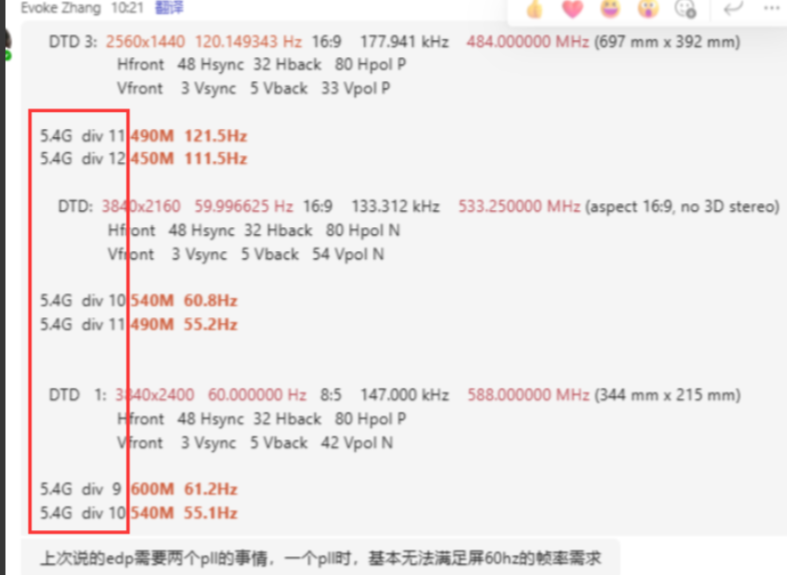 Evoke Zhang 10:21 翻译
DTD 3: 2560x1440 120.149343 Hz 16:9 177.941 kHz 484.000000 MHz (697 mm x 392 mm)
Hfront 48 Hsync 32 Hback 80 Hpol P
Vfront 3 Vsync 5 Vback 33 Vpol P
5.4G div 11 490M 121.5Hz
5.4G div 12 450M 111.5Hz
DTD: 3840x2160 59.996625 Hz 16:9 133.312 kHz 533.250000 MHz (aspect 16:9, no 3D stereo)
Hfront 48 Hsync 32 Hback 80 Hpol N
Vfront 3 Vsync 5 Vback 54 Vpol N
5.4G div 10 540M 60.8Hz
5.4G div 11 490M 55.2Hz
DTD 1: 3840x2400 60.000000 Hz 8:5 147.000 kHz 588.000000 MHz (344 mm x 215 mm)
Hfront 48 Hsync 32 Hback 80 Hpol P
Vfront 3 Vsync 5 Vback 42 Vpol N
5.4G div 9 600M 61.2Hz
5.4G div 10 540M 55.1Hz
上次说的edp需要两个pll的事情，一个pll时，基本无法满足屏60hz的帧率需求